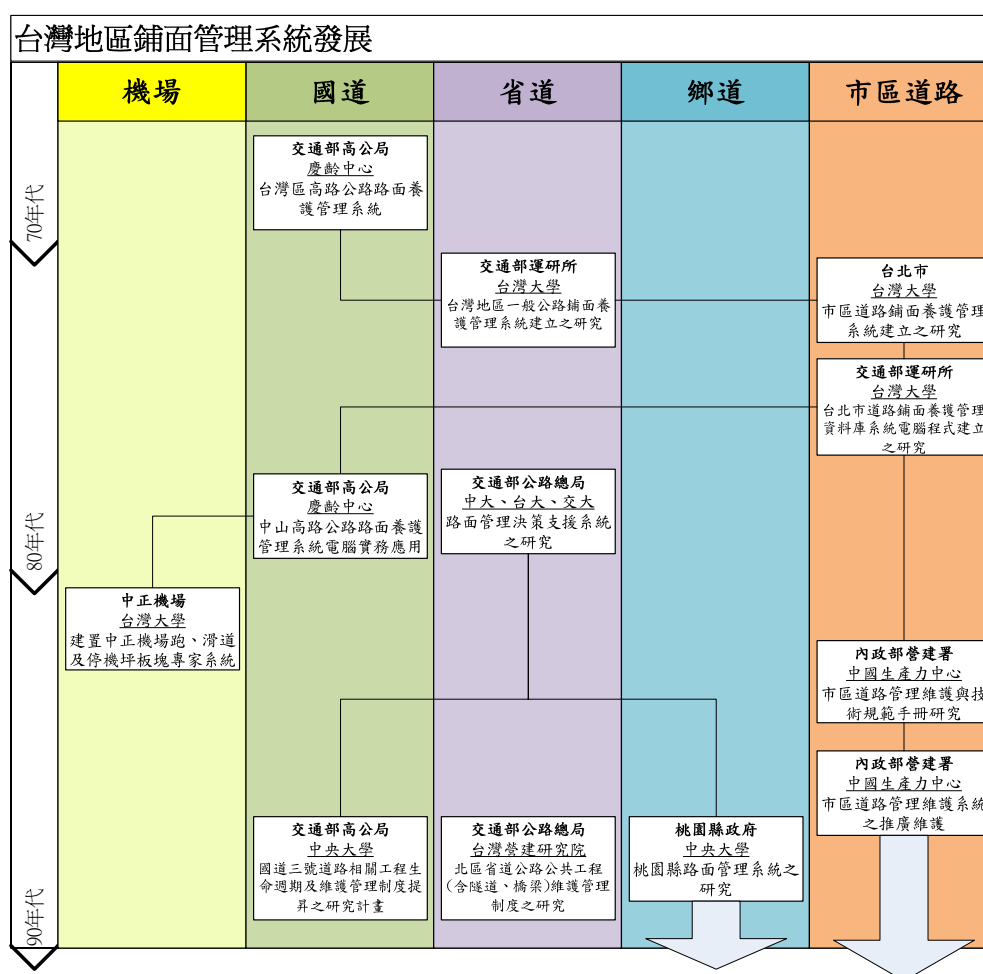 台灣地區鋪面管理系統發展
機場
國道
省道
鄉道
市區道路
70年代
交通部高公局
慶齡中心
台灣區高路公路路面養
護管理系統
交通部運研所
台灣大學
台灣地區一般公路鋪面養
護管理系統建立之研究
台北市
台灣大學
市區道路鋪面養護管理
系統建立之研究
交通部運研所
台灣大學
台北市道路鋪面養護管理
資料庫系統電腦程式建立
之研究
80年代
交通部高公局
慶齡中心
中山高路公路路面養護
管理系統電腦實務應用
交通部公路總局
中大、台大、交大
路面管理決策支援系統
之研究
中正機場
台灣大學
建置中正機場跑、滑道
及停機坪板塊專家系統
內政部營建署
中國生產力中心
市區道路管理維護與技
術規範手冊研究
內政部營建署
中國生產力中心
市區道路管理維護系統
之推廣維護
90年代
交通部高公局
中央大學
國道三號道路相關工程生
命週期及維護管理制度提
昇之研究計畫
交通部公路總局
台灣營建研究院
北區省道公路公共工程
(含隧道、橋梁)維護管理
制度之研究
桃園縣政府
中央大學
桃園縣路面管理系統之
研究